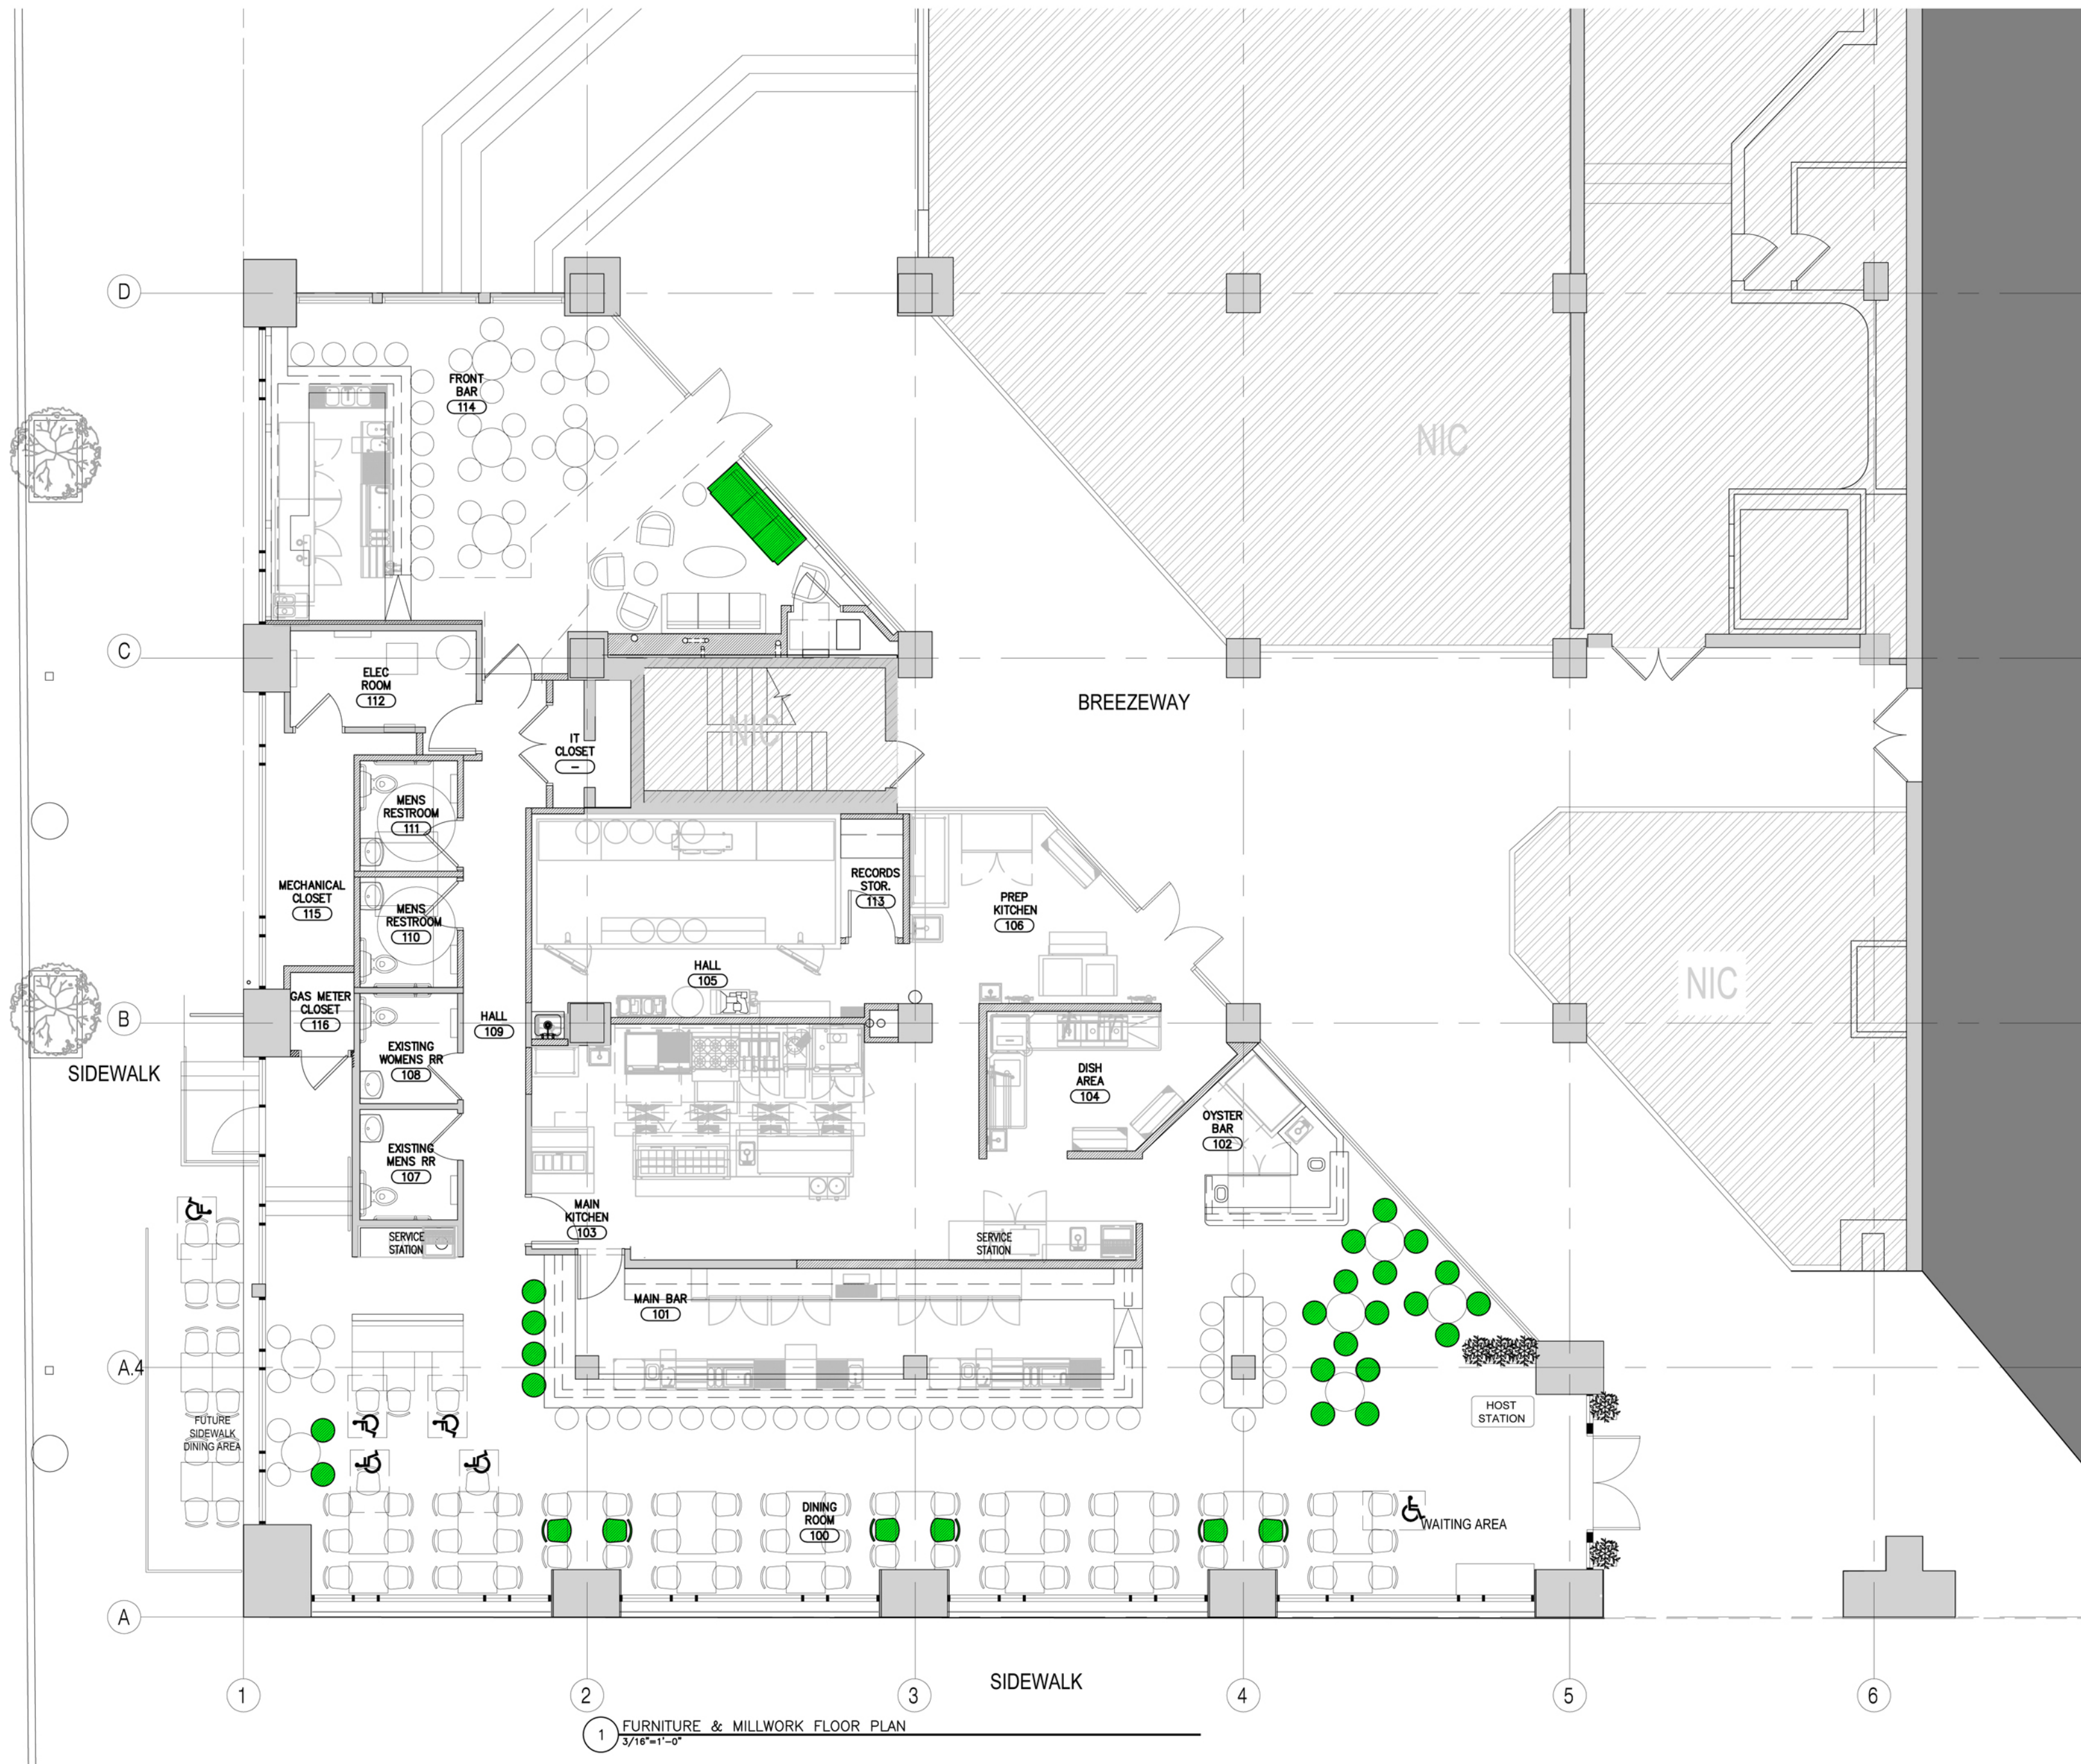 D
FRONT
BAR
114
NIC
C
ELEC
ROOM
112
BREEZEWAY
NIC
IT
CLOSET
-
MENS
RESTROOM
111
MECHANICAL
CLOSET
115
MENS
RESTROOM
110
RECORDS
STOR.
113
PREP
KITCHEN
106
HALL
105
NIC
GAS METER
CLOSET
116
B
HALL
109
EXISTING
WOMENS RR
108
SIDEWALK
DISH
AREA
104
OYSTER
BAR
102
EXISTING
MENS RR
107
MAIN
KITCHEN
103
SERVICE
STATION
SERVICE
STATION
MAIN BAR
101
A.4
HOST
STATION
FUTURE
SIDEWALK
DINING AREA
DINING
ROOM
100
WAITING AREA
A
SIDEWALK
1
2
3
4
5
6
1
FURNITURE & MILLWORK FLOOR PLAN
3/16"=1'-0"